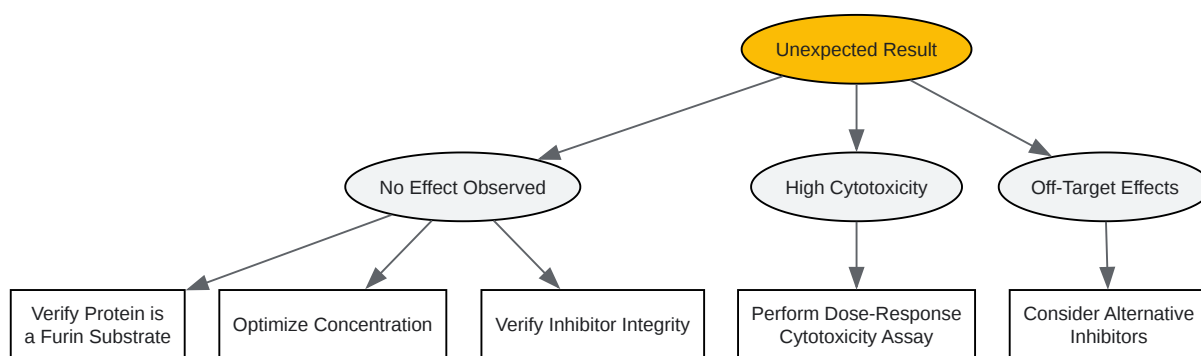 Unexpected Result
No Effect Observed
High Cytotoxicity
Off-Target Effects
Verify Protein is
a Furin Substrate
Optimize Concentration
Verify Inhibitor Integrity
Perform Dose-Response
Cytotoxicity Assay
Consider Alternative
Inhibitors